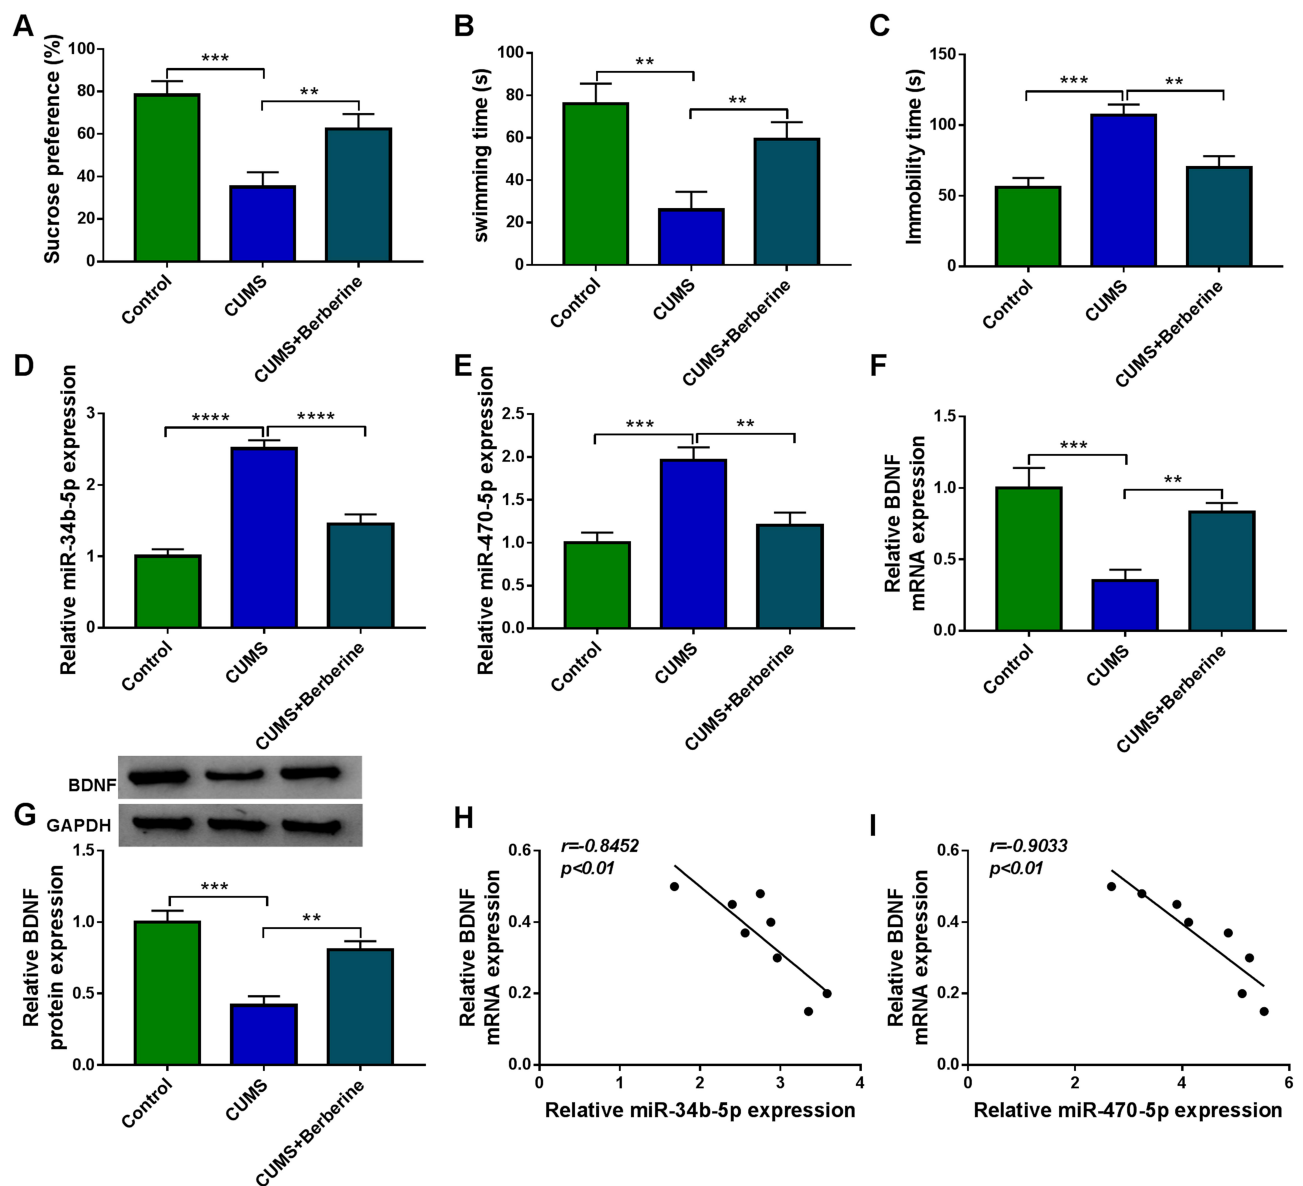 A
Sucrose preference (%)
100
80
60
40
20
0
***
**
Control
CUMS
CUMS+Berberine
B
swimming time (s)
100
80
60
40
20
0
**
**
Control
CUMS
CUMS+Berberine
C
Immobility time (s)
150
100
50
0
***
**
Control
CUMS
CUMS+Berberine
D
Relative miR-34b-5p expression
3
2
1
0
****
****
Control
CUMS
CUMS+Berberine
E
Relative miR-470-5p expression
2.5
2.0
1.5
1.0
0.5
0.0
***
**
Control
CUMS
CUMS+Berberine
F
Relative BDNF
mRNA expression
1.5
1.0
0.5
0.0
***
**
Control
CUMS
CUMS+Berberine
G
BDNF
GAPDH
Relative BDNF
protein expression
1.5
1.0
0.5
0.0
***
**
Control
CUMS
CUMS+Berberine
H
Relative BDNF
mRNA expression
0.6
0.4
0.2
0.0
r=-0.8452
p<0.01
0 1 2 3 4
Relative miR-34b-5p expression
I
Relative BDNF
mRNA expression
0.6
0.4
0.2
0.0
r=-0.9033
p<0.01
0 2 4 6
Relative miR-470-5p expression